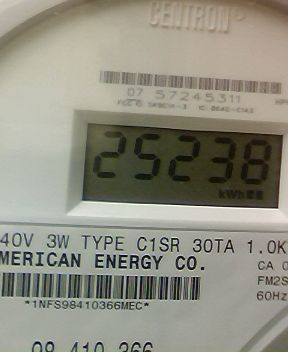 CENTRON
07 57245311
25238
kWh
40V 3W TYPE C1SR 30TA 1.0K
MERICAN ENERGY CO.
CA 0
FM2S
*1NFS98410366MEC*
60Hz
98 410 366